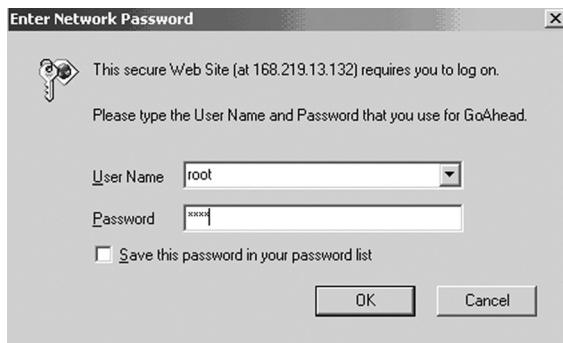 Enter Network Password
This secure Web Site (at 168.219.13.132) requires you to log on.
Please type the User Name and Password that you use for GoAhead.
User Name root
Password xxxx
Save this password in your password list
OK Cancel